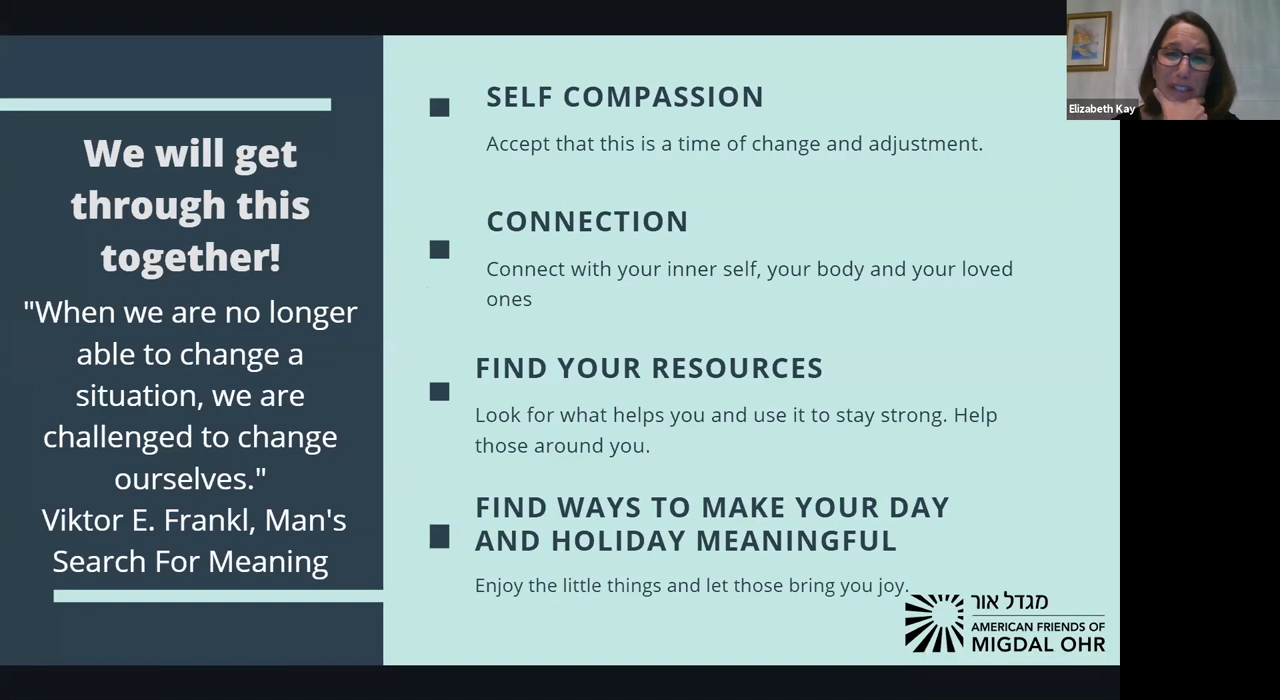 We will get
through this
together!
"When we are no longer
able to change a
situation, we are
challenged to change
ourselves."
Viktor E. Frankl, Man's
Search For Meaning
SELF COMPASSION
Accept that this is a time of change and adjustment.
CONNECTION
Connect with your inner self, your body and your loved
ones
FIND YOUR RESOURCES
Look for what helps you and use it to stay strong. Help
those around you.
FIND WAYS TO MAKE YOUR DAY
AND HOLIDAY MEANINGFUL
Enjoy the little things and let those bring you joy.
מגדל אור
AMERICAN FRIENDS OF
MIGDAL OHR
Elizabeth Kay